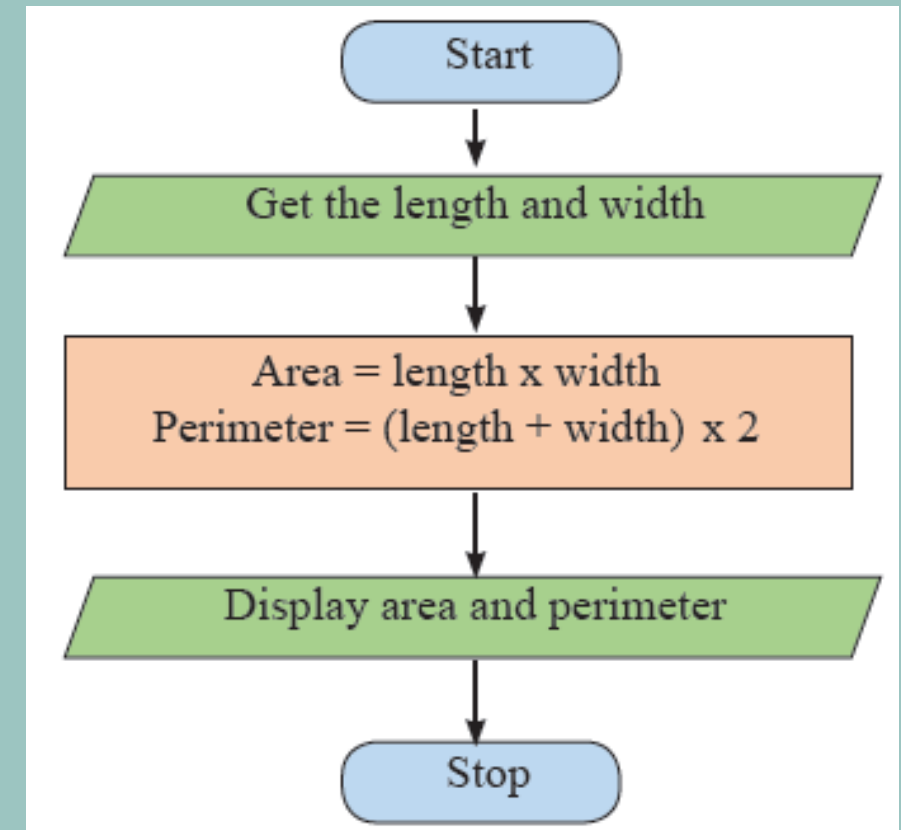 Start
Get the length and width
Area = length x width
Perimeter = (length + width) x 2
Display area and perimeter
Stop